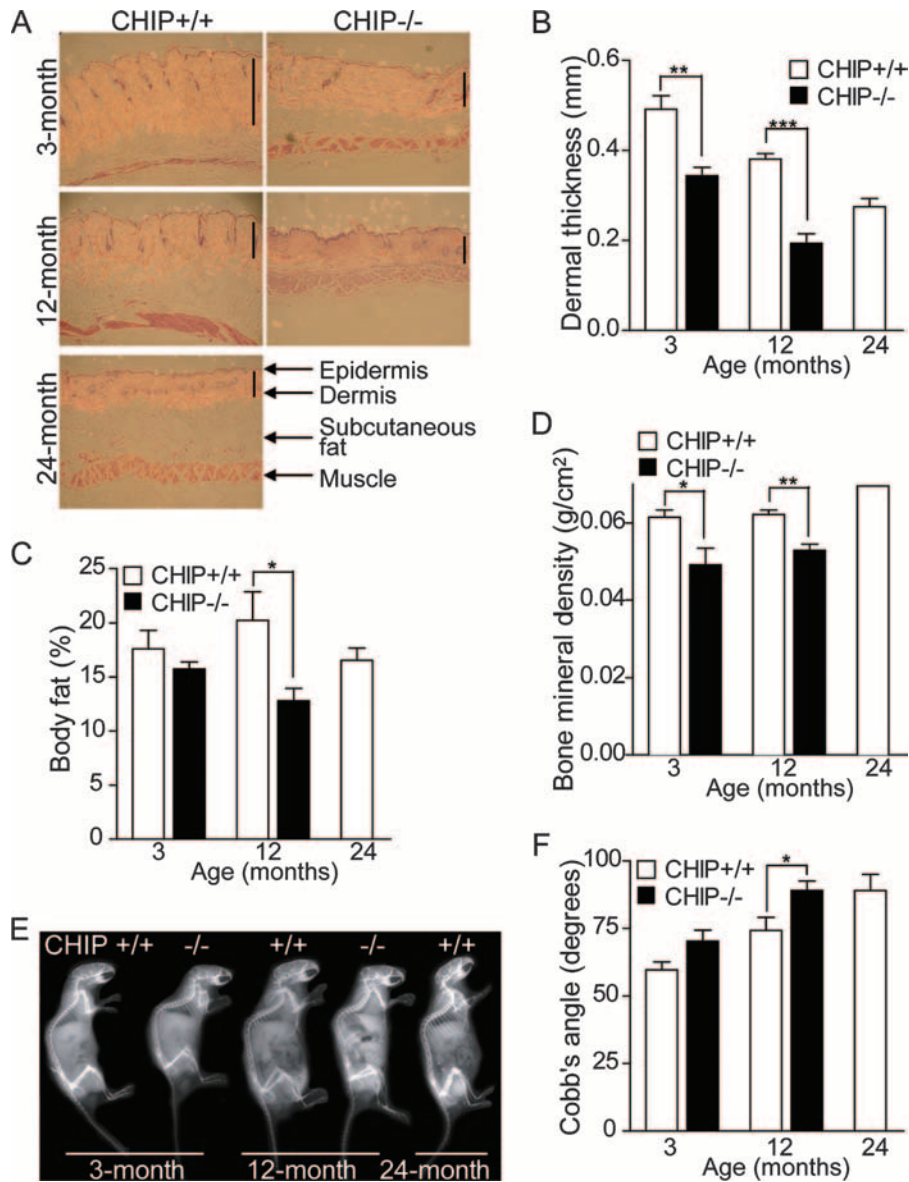 A
CHIP+/+ CHIP-/-
3-month
12-month
24-month
Epidermis
Dermis
Subcutaneous
fat
Muscle
B
Dermal thickness (mm)
0.6
0.4
0.2
0.0
CHIP+/+
CHIP-/-
** ***
3 12 24
Age (months)
C
Body fat (%)
25
20
15
10
5
0
CHIP+/+
CHIP-/-
*
3 12 24
Age (months)
D
Bone mineral density (g/cm²)
0.06
0.04
0.02
0.00
CHIP+/+
CHIP-/-
* **
3 12 24
Age (months)
E
CHIP +/+ -/- +/+ -/- +/+
3-month 12-month 24-month
F
Cobb's angle (degrees)
100
75
50
25
0
CHIP+/+
CHIP-/-
*
3 12 24
Age (months)